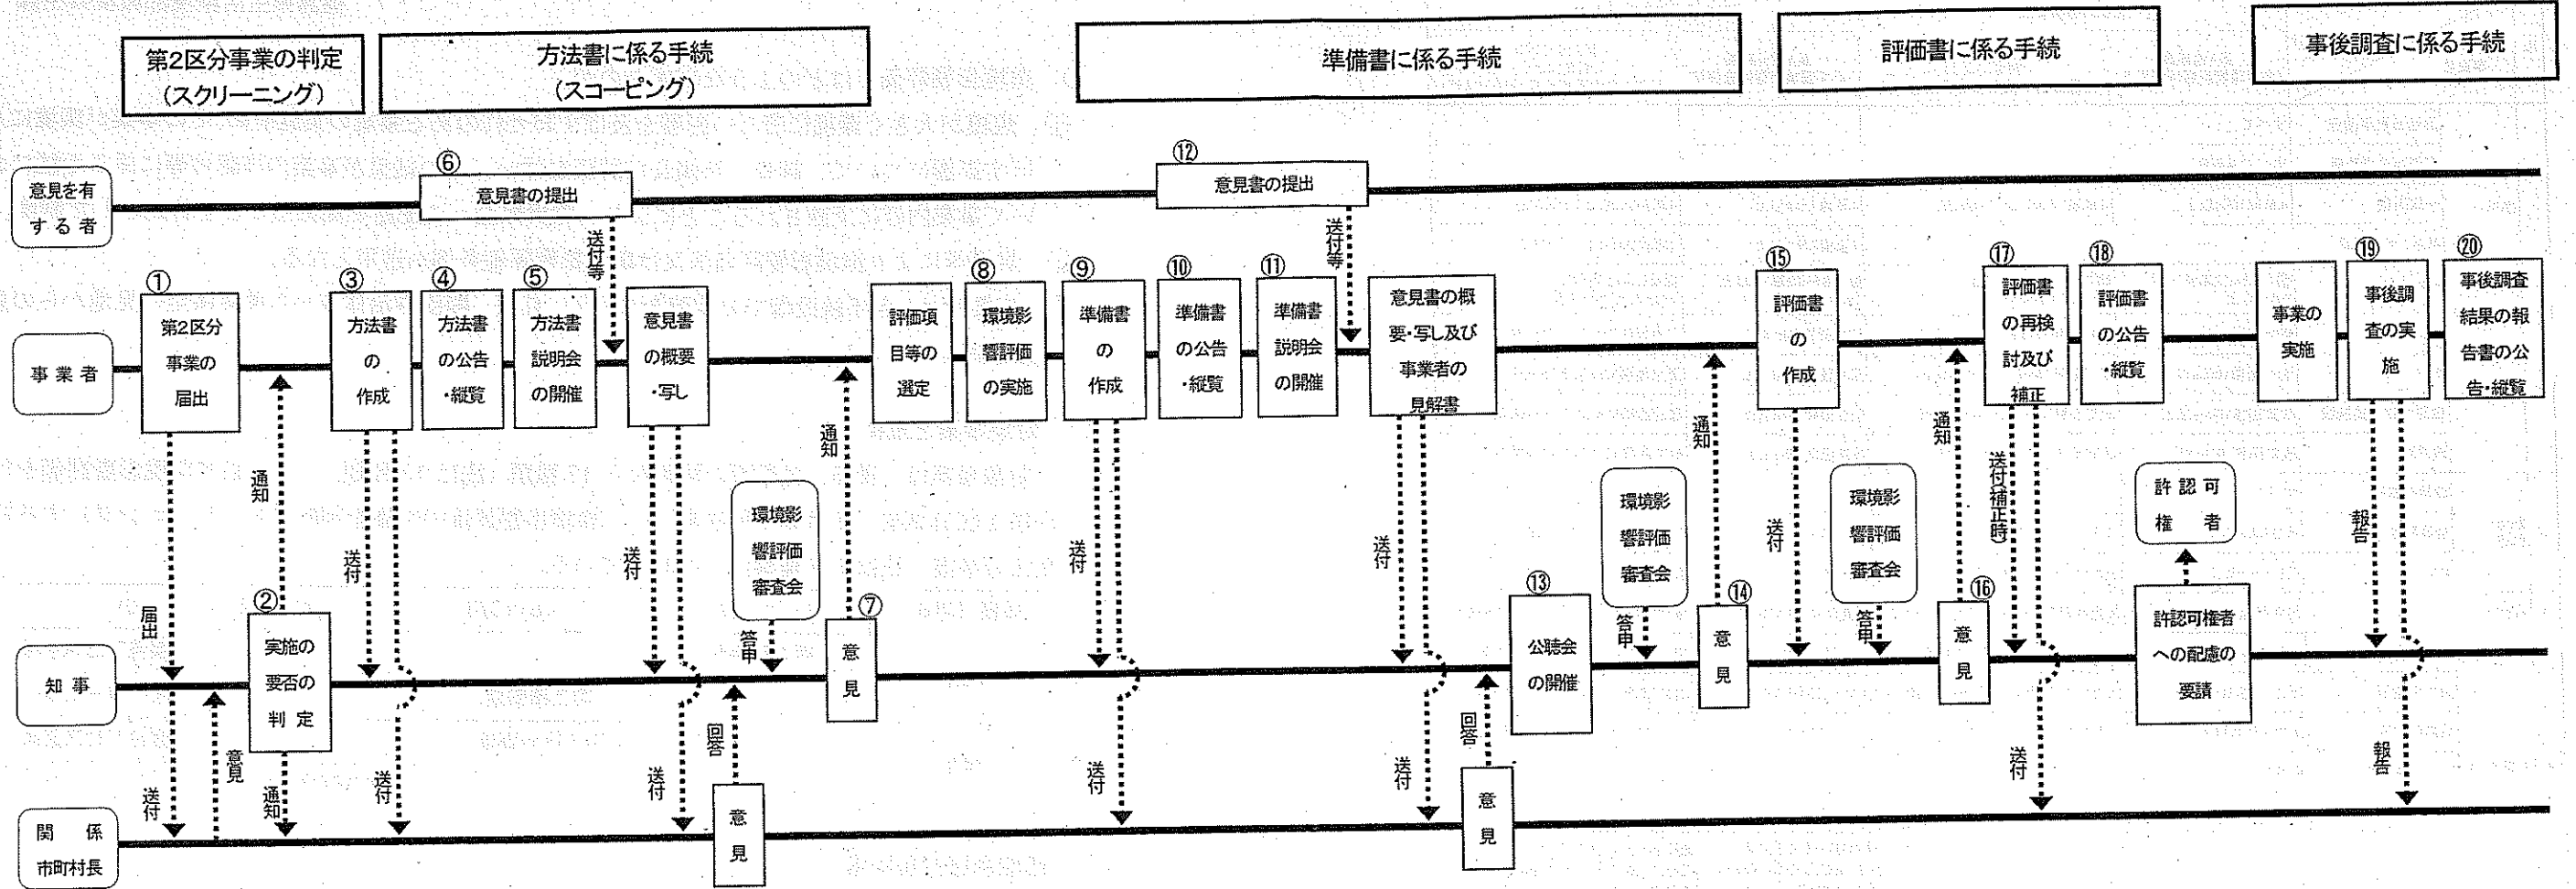 第2区分事業の判定
(スクリーニング)
方法書に係る手続
(スコーピング)
準備書に係る手続
評価書に係る手続
事後調査に係る手続
意見を有
する者
⑥
意見書の提出
送付等
⑫
意見書の提出
送付等
事業者
①
第2区分
事業の
届出
通知
③
方法書
の
作成
④
方法書
の公告
・縦覧
⑤
方法書
説明会
の開催
意見書
の概要
・写し
通知
評価項
目等の
選定
⑧
環境影
響評価
の実施
⑨
準備書
の
作成
⑩
準備書
の公告
・縦覧
⑪
準備書
説明会
の開催
意見書の概
要・写し及び
事業者の
見解書
通知
⑮
評価書
の
作成
通知
⑰
評価書
の再検
討及び
補正
⑱
評価書
の公告
・縦覧
事業の
実施
⑲
事後調
査の実
施
⑳
事後調査
結果の報
告書の公
告・縦覧
届出
送付
送付
環境影
響評価
審査会
答申
送付
送付
環境影
響評価
審査会
答申
送付
環境影
響評価
審査会
答申
送付(補正時)
許認可
権者
報告
知事
②
実施の
要否の
判定
⑦
意
見
⑬
公聴会
の開催
⑭
意
見
⑯
意
見
許認可権者
への配慮の
要請
送付
意見
通知
送付
送付
回答
送付
送付
回答
送付
報告
関係
市町村長
意
見
意
見